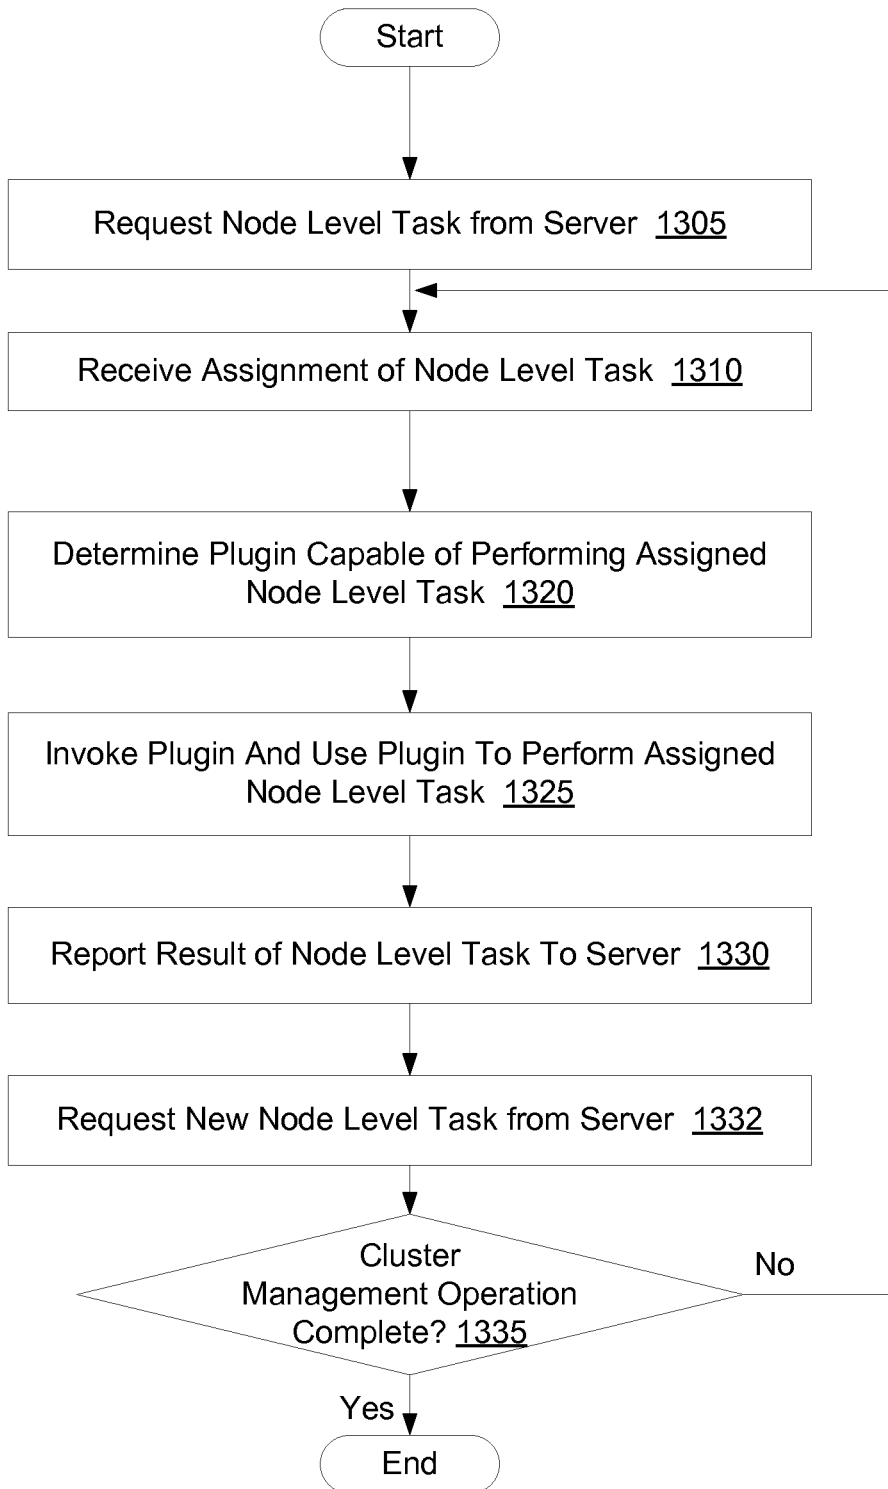 Start
Request Node Level Task from Server 1305
Receive Assignment of Node Level Task 1310
Determine Plugin Capable of Performing Assigned
Node Level Task 1320
Invoke Plugin And Use Plugin To Perform Assigned
Node Level Task 1325
Report Result of Node Level Task To Server 1330
Request New Node Level Task from Server 1332
Cluster
Management Operation
Complete? 1335
No
Yes
End